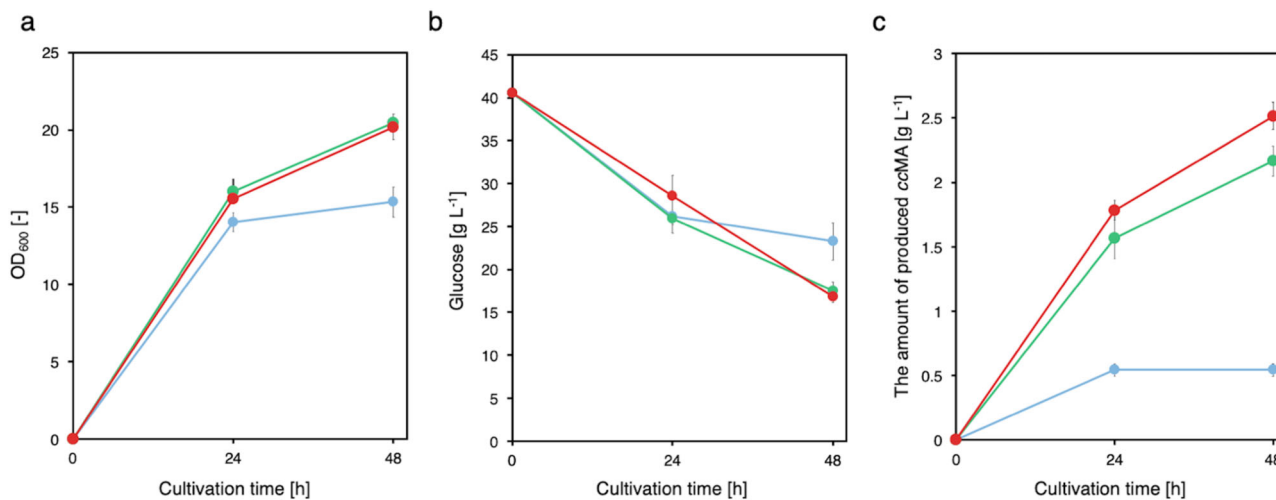 a
25
20
15
10
5
0
OD600 [-]
0 24 48
Cultivation time [h]
b
45
40
35
30
25
20
15
10
5
0
Glucose [g L-1]
0 24 48
Cultivation time [h]
c
3
2.5
2
1.5
1
0.5
0
The amount of produced ccMA [g L-1]
0 24 48
Cultivation time [h]